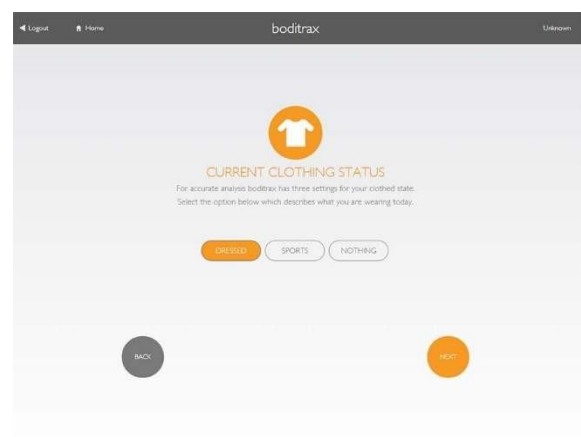 Logout Home boditrax Unknown
CURRENT CLOTHING STATUS
For accurate analysis boditrax has three settings for your clothed state.
Select the option below which describes what you are wearing today.
DRESSED SPORTS NOTHING
BACK NEXT